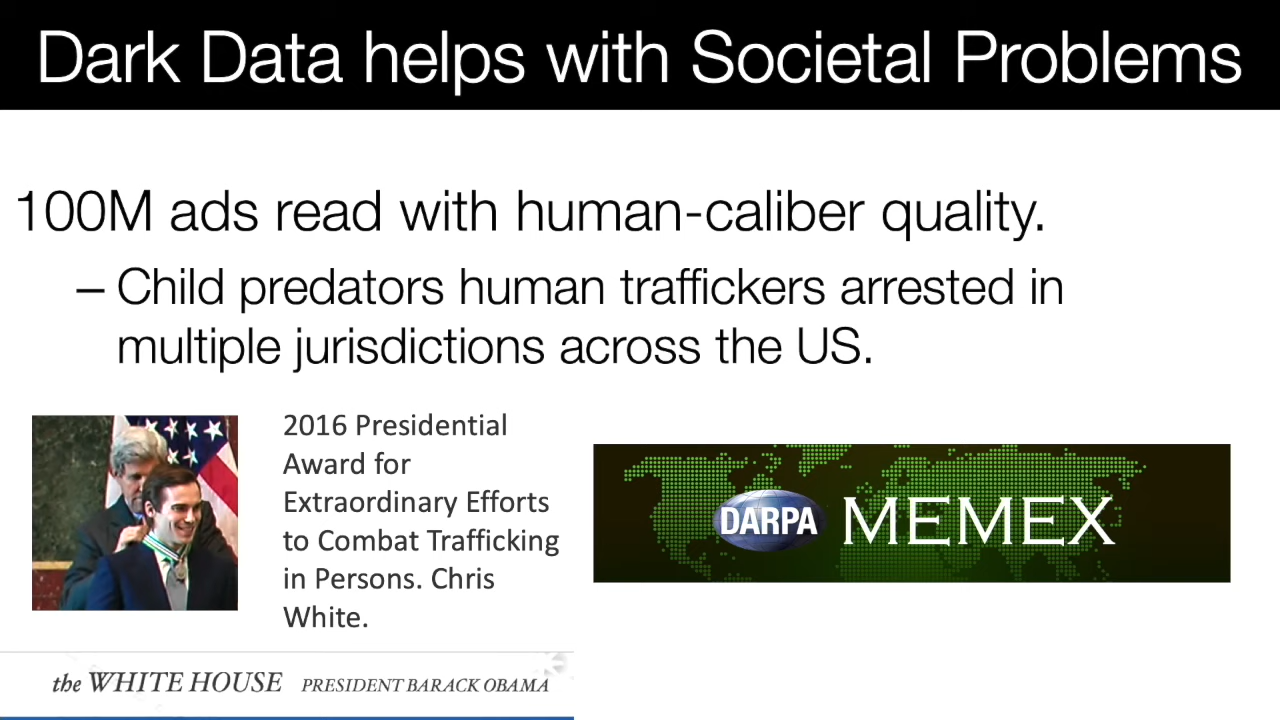 Dark Data helps with Societal Problems
100M ads read with human-caliber quality.
– Child predators human traffickers arrested in
multiple jurisdictions across the US.
2016 Presidential
Award for
Extraordinary Efforts
to Combat Trafficking
in Persons. Chris
White.
DARPA MEMEX
the WHITE HOUSE PRESIDENT BARACK OBAMA